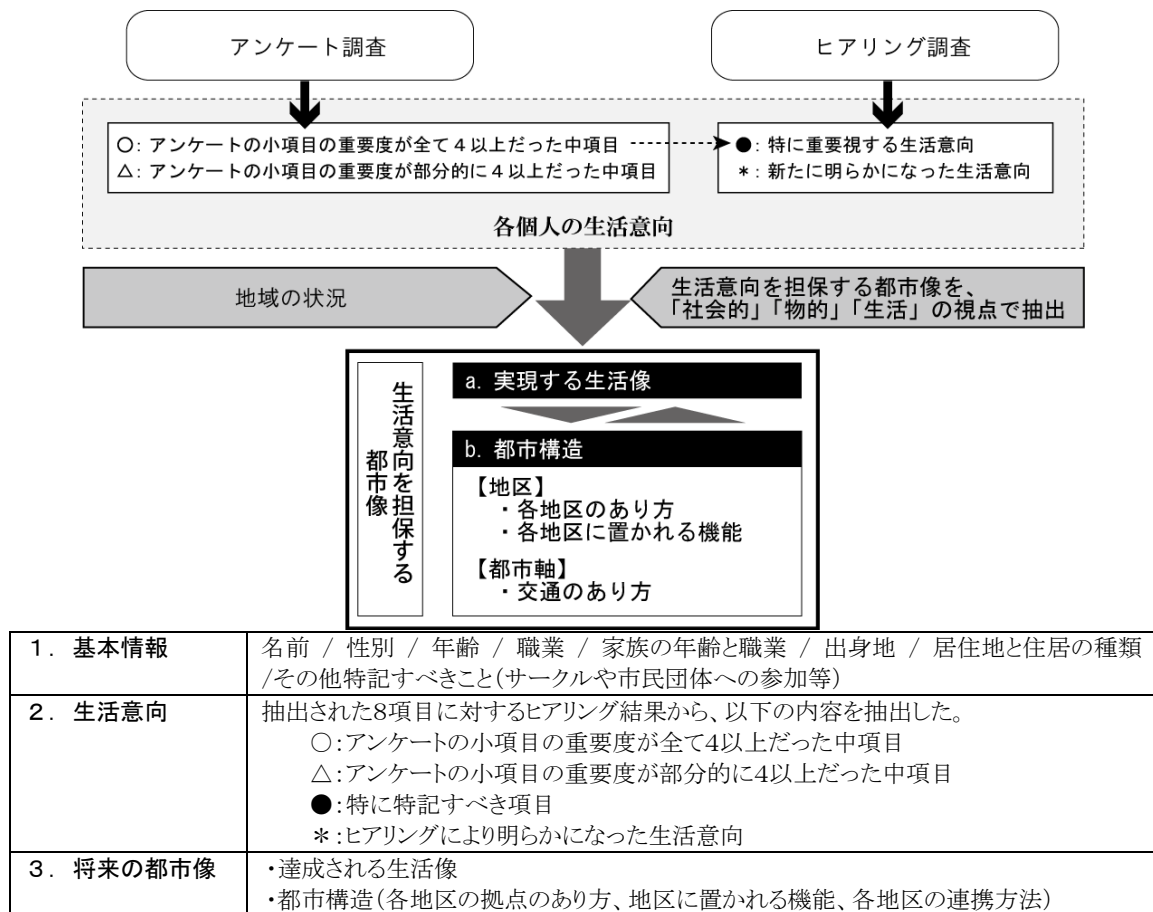 アンケート調査
ヒアリング調査
○: アンケートの小項目の重要度が全て４以上だった中項目
△: アンケートの小項目の重要度が部分的に４以上だった中項目
●: 特に重要視する生活意向
*: 新たに明らかになった生活意向
各個人の生活意向
地域の状況
生活意向を担保する都市像を、
「社会的」「物的」「生活」の視点で抽出
生活意向を担保する
都市像
a. 実現する生活像
b. 都市構造
【地区】
・各地区のあり方
・各地区に置かれる機能
【都市軸】
・交通のあり方
１. 基本情報
名前 / 性別 / 年齢 / 職業 / 家族の年齢と職業 / 出身地 / 居住地と住居の種類
/その他特記すべきこと(サークルや市民団体への参加等)
２. 生活意向
抽出された８項目に対するヒアリング結果から、以下の内容を抽出した。
○:アンケートの小項目の重要度が全て4以上だった中項目
△:アンケートの小項目の重要度が部分的に4以上だった中項目
●:特に特記すべき項目
＊:ヒアリングにより明らかになった生活意向
３. 将来の都市像
・達成される生活像
・都市構造(各地区の拠点のあり方、地区に置かれる機能、各地区の連携方法)